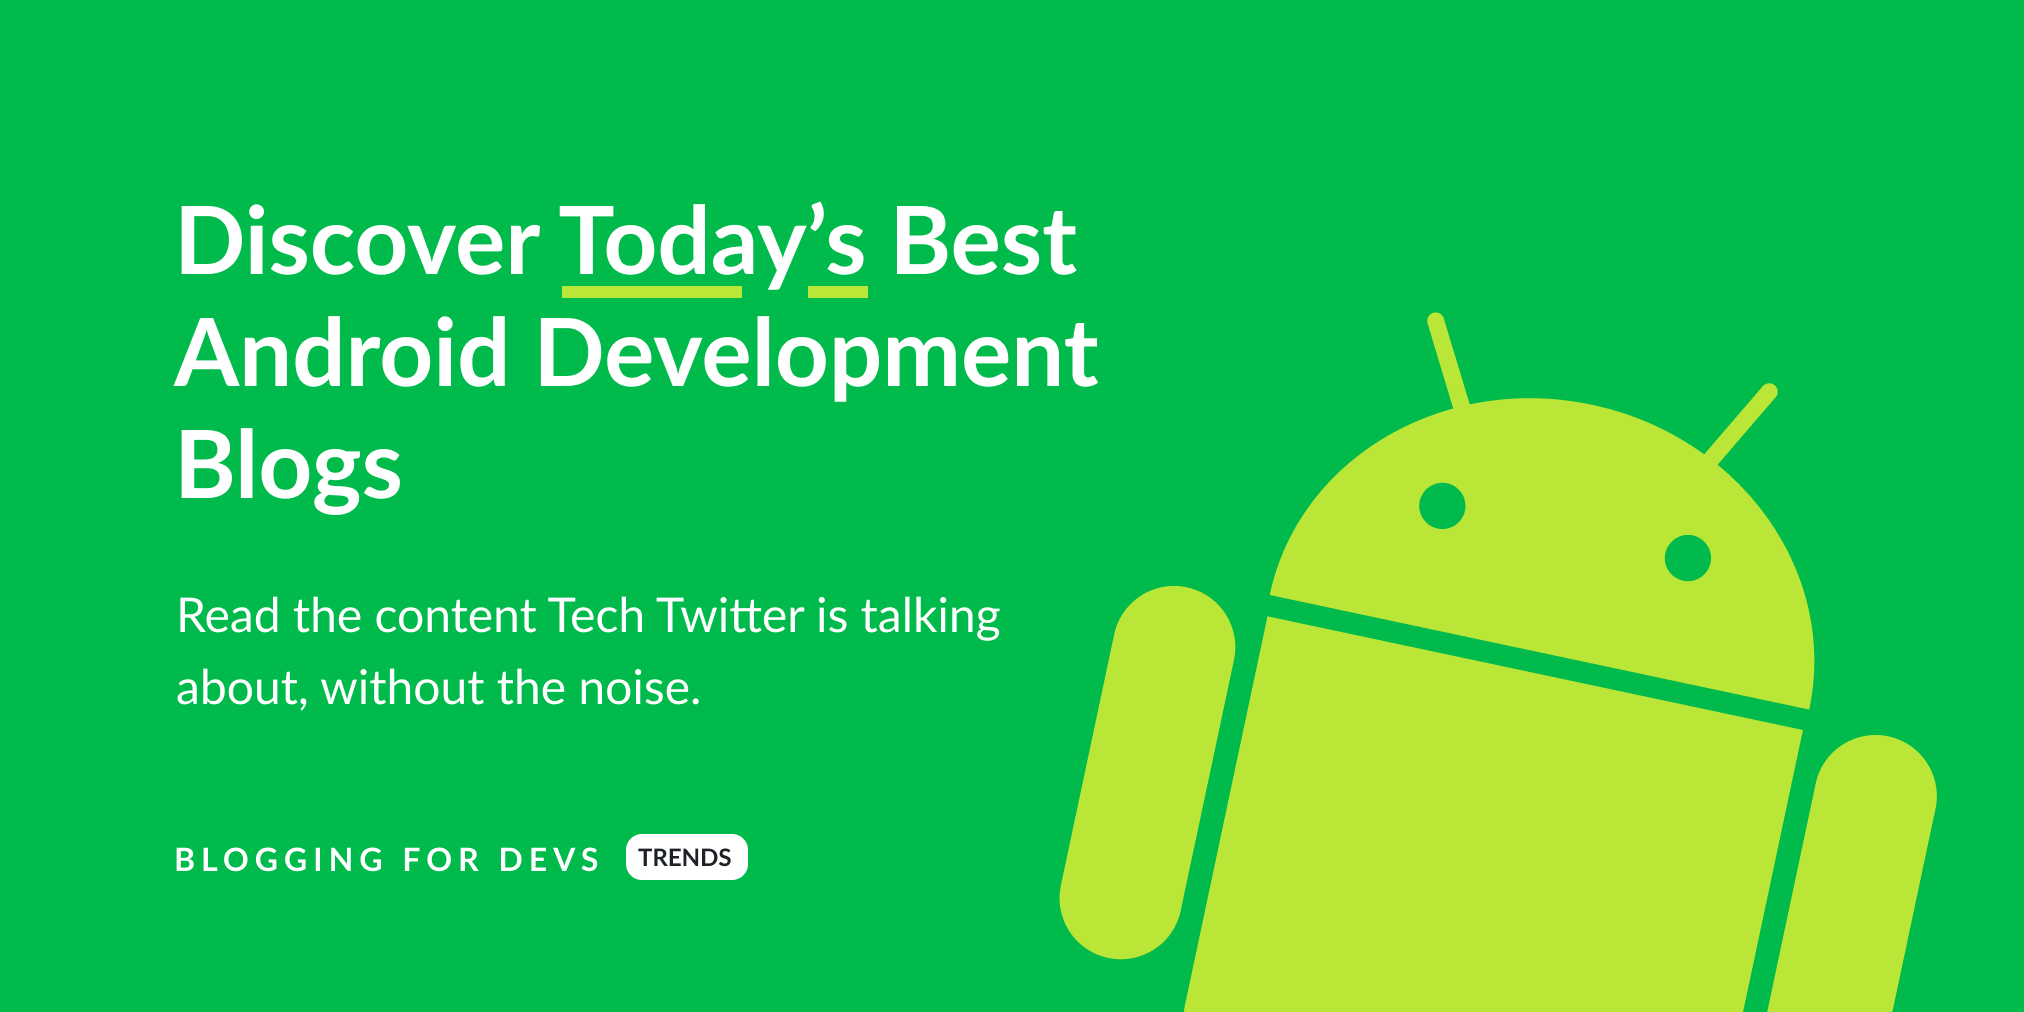 Discover Today’s Best
Android Development
Blogs
Read the content Tech Twitter is talking
about, without the noise.
BLOGGING FOR DEVS TRENDS